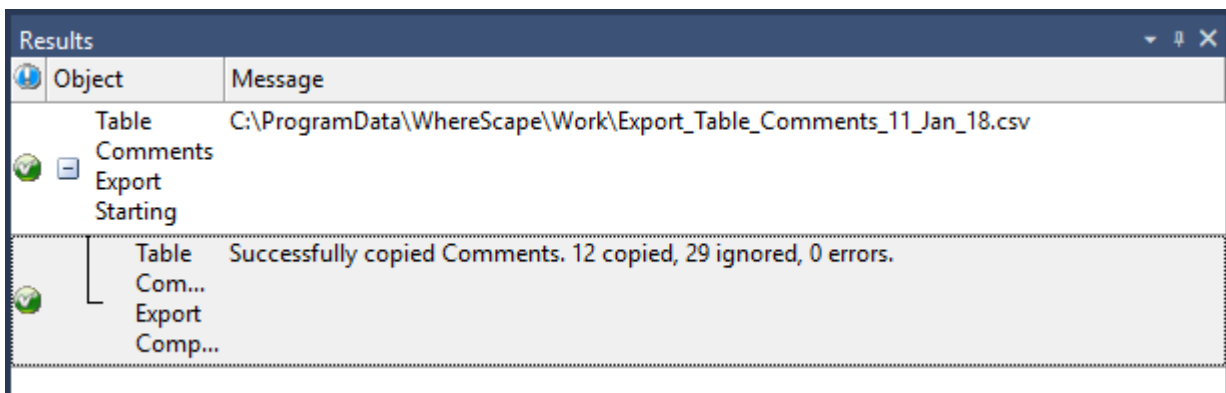 Results
Object Message
Table C:\ProgramData\WhereScape\Work\Export_Table_Comments_11_Jan_18.csv
Comments
Export
Starting
Table Successfully copied Comments. 12 copied, 29 ignored, 0 errors.
Com...
Export
Comp...